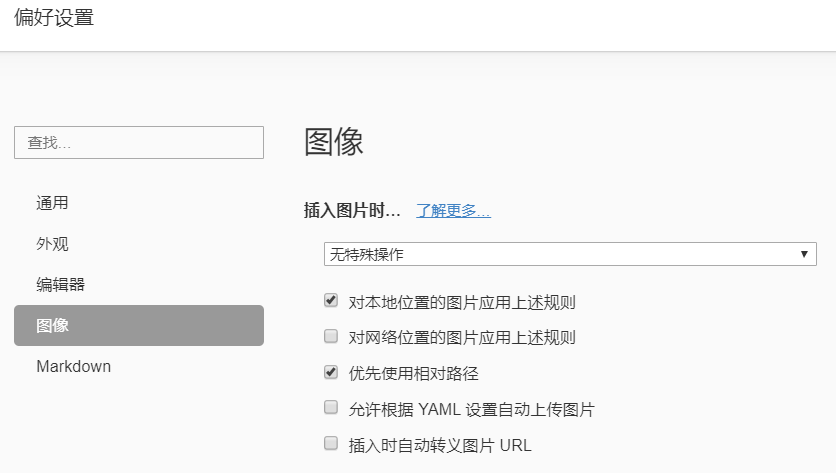 偏好设置
查找…
通用
外观
编辑器
图像
Markdown
图像
插入图片时… 了解更多…
无特殊操作
对本地位置的图片应用上述规则
对网络位置的图片应用上述规则
优先使用相对路径
允许根据 YAML 设置自动上传图片
插入时自动转义图片 URL